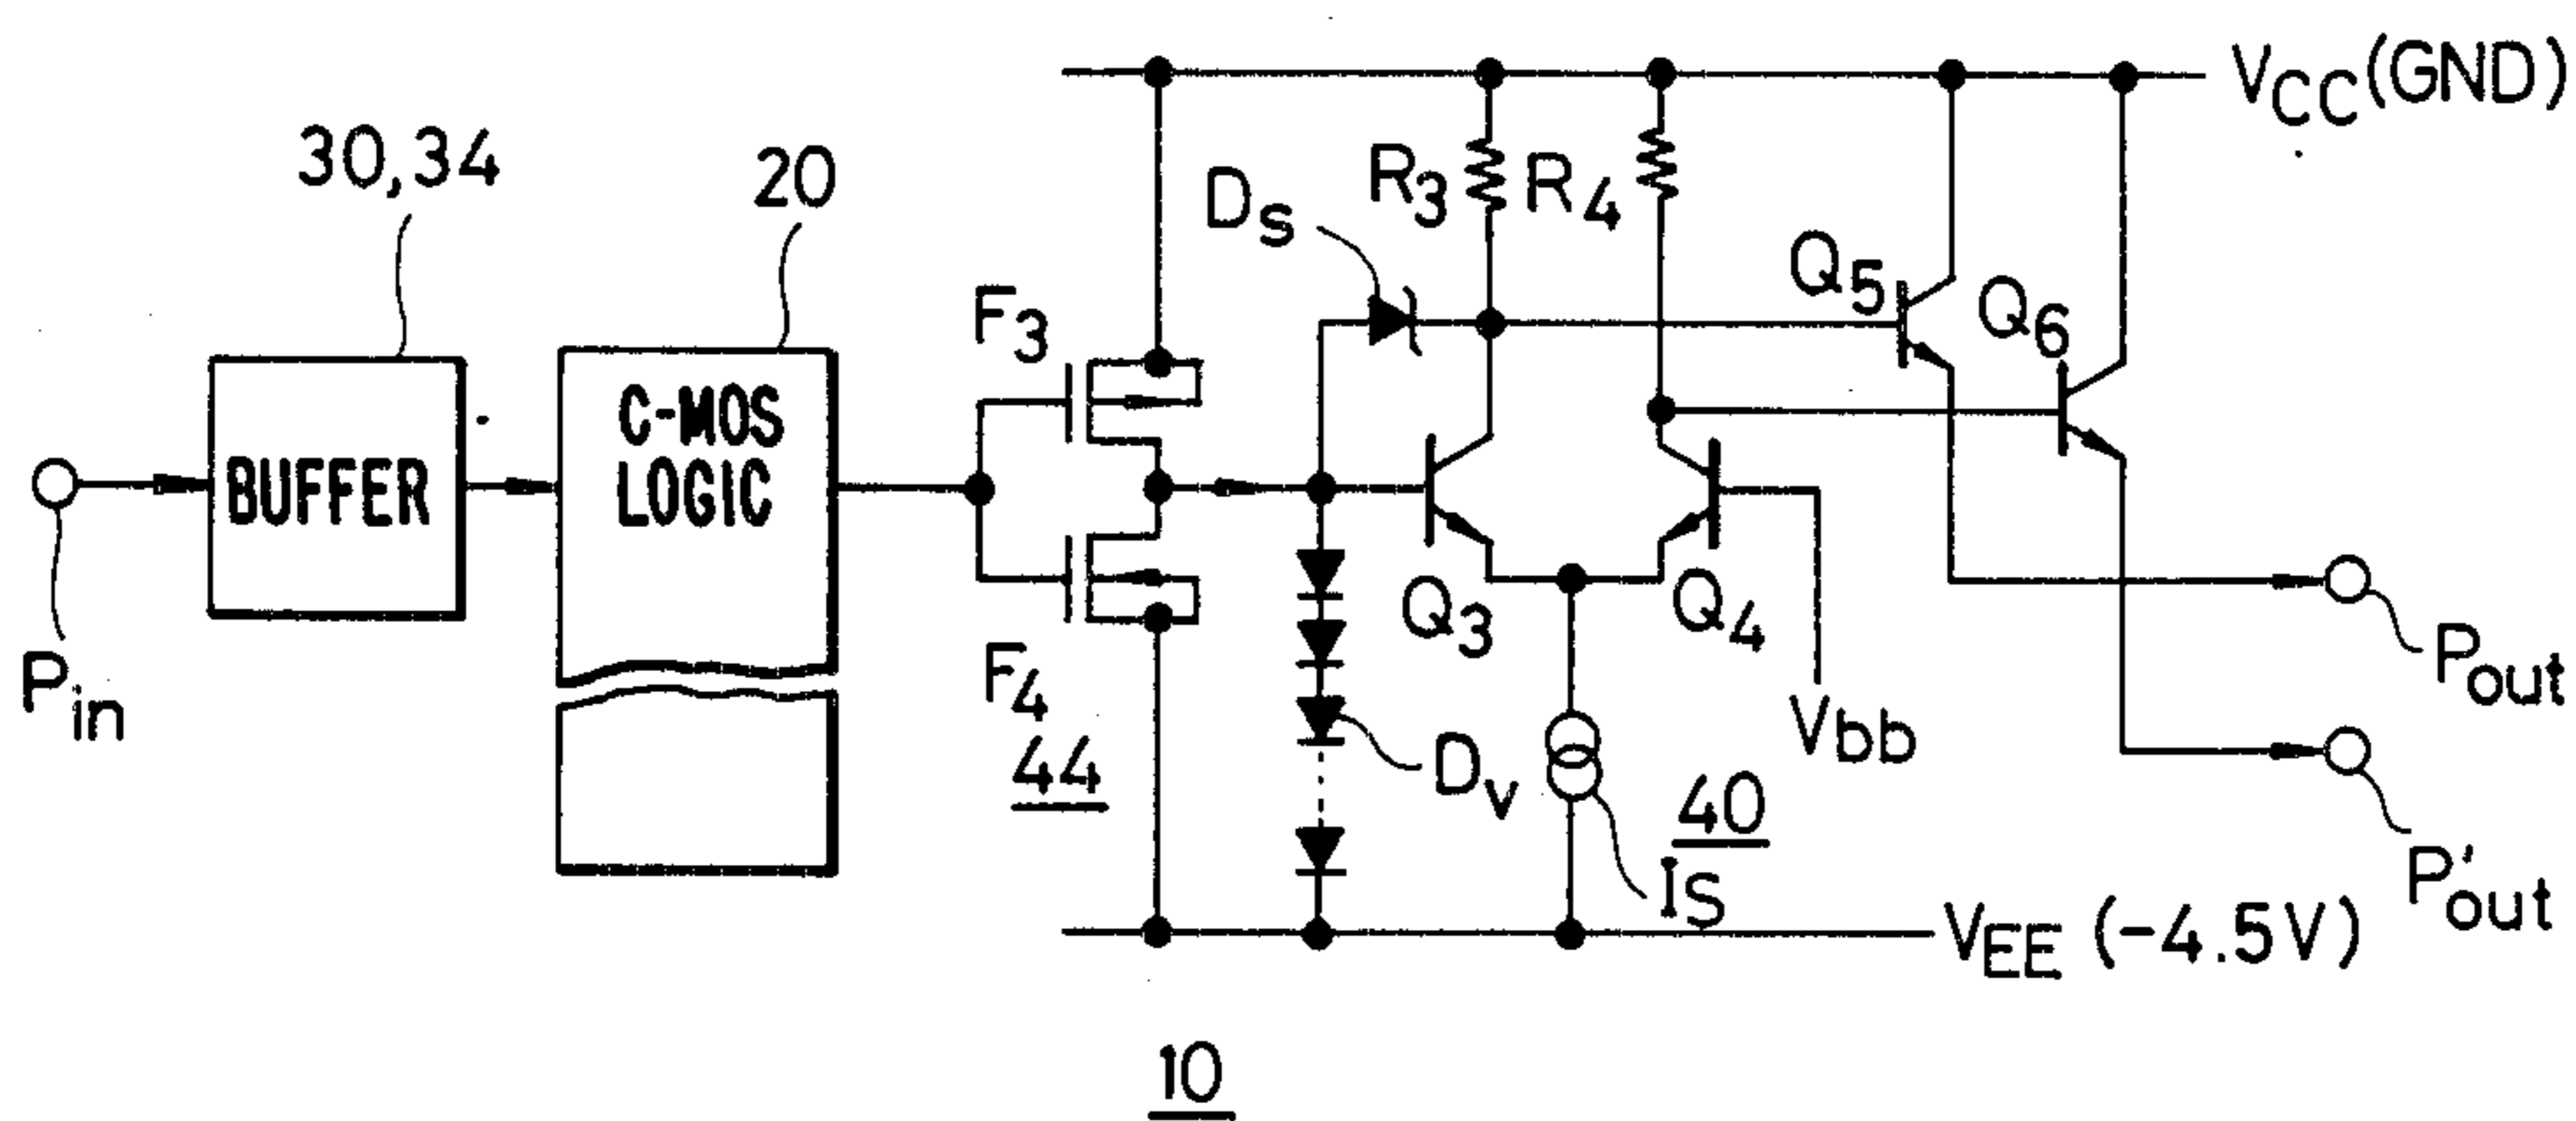 VCC (GND)
30,34
20
DS
R3
R4
Q5
Q6
F3
C-MOS
LOGIC
BUFFER
Pin
F4
44
Q3
Q4
Vbb
Dv
40
IS
Pout
P'out
VEE (-4.5V)
10